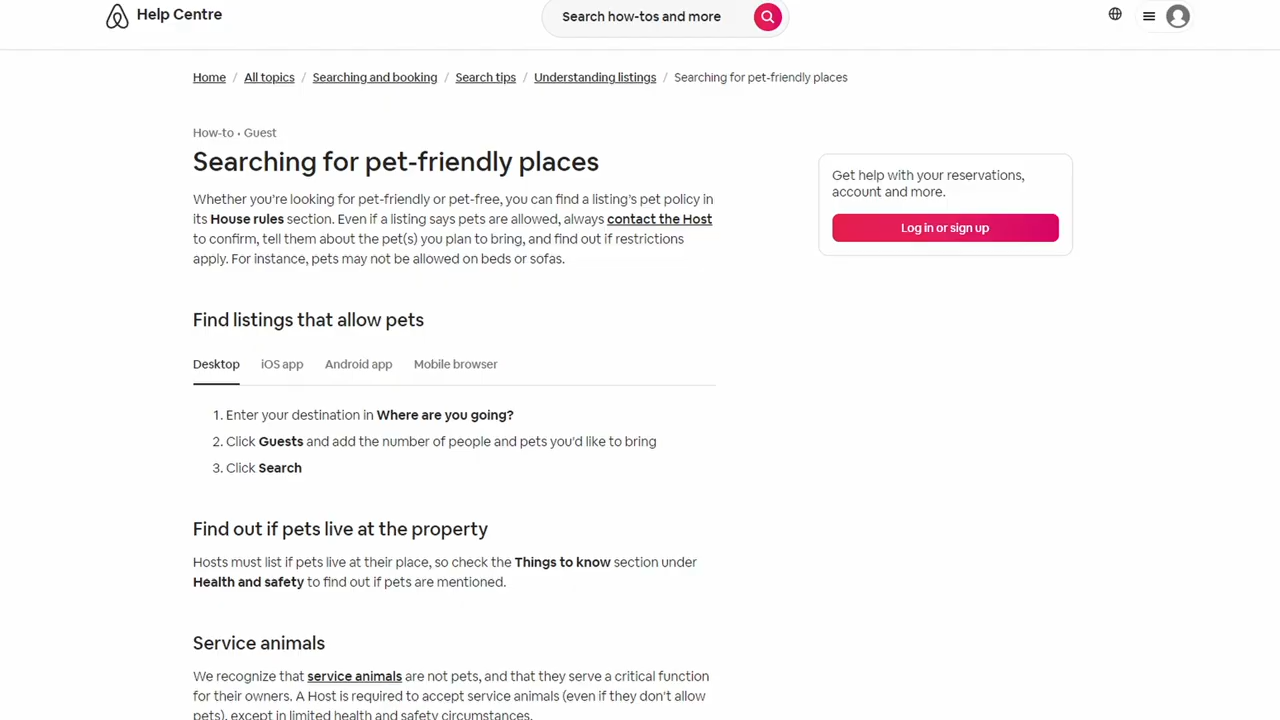 Help Centre
Search how-tos and more
Home / All topics / Searching and booking / Search tips / Understanding listings / Searching for pet-friendly places
How-to • Guest
Searching for pet-friendly places
Whether you're looking for pet-friendly or pet-free, you can find a listing's pet policy in
its House rules section. Even if a listing says pets are allowed, always contact the Host
to confirm, tell them about the pet(s) you plan to bring, and find out if restrictions
apply. For instance, pets may not be allowed on beds or sofas.
Get help with your reservations,
account and more.
Log in or sign up
Find listings that allow pets
Desktop iOS app Android app Mobile browser
1. Enter your destination in Where are you going?
2. Click Guests and add the number of people and pets you'd like to bring
3. Click Search
Find out if pets live at the property
Hosts must list if pets live at their place, so check the Things to know section under
Health and safety to find out if pets are mentioned.
Service animals
We recognize that service animals are not pets, and that they serve a critical function
for their owners. A Host is required to accept service animals (even if they don't allow
pets), except in limited health and safety circumstances.